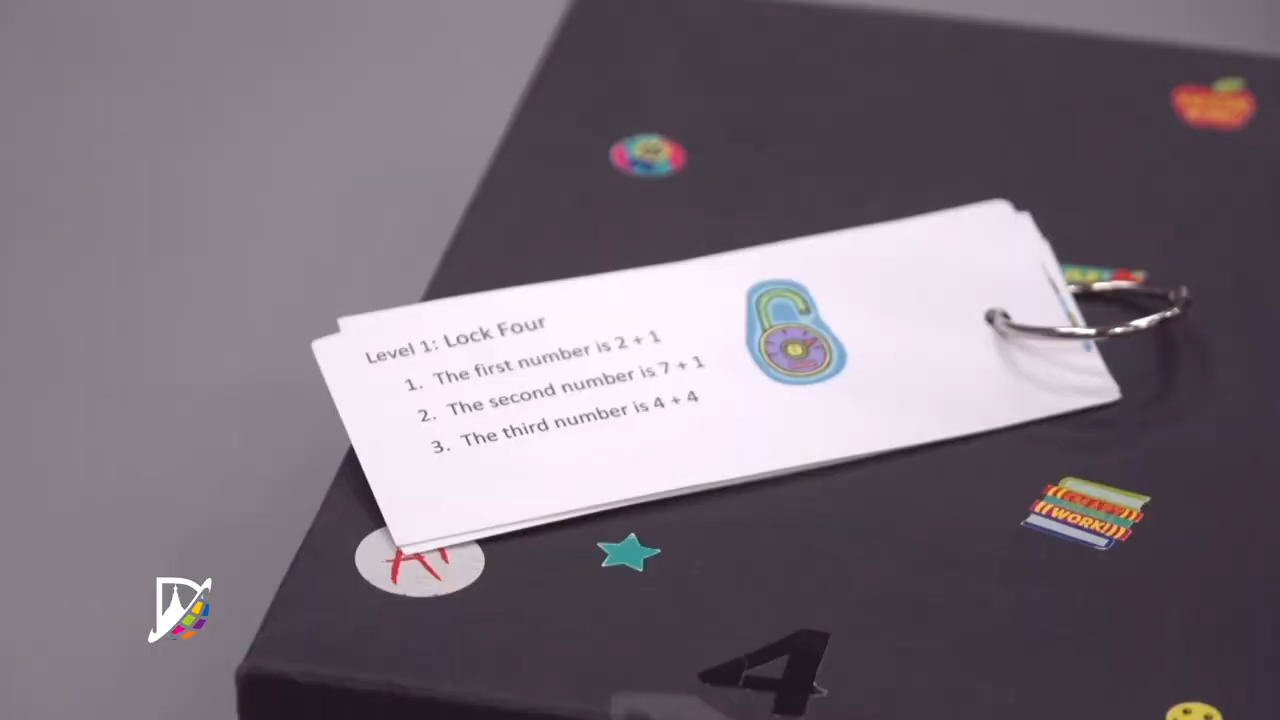 Level 1: Lock Four
1. The first number is 2 + 1
2. The second number is 7 + 1
3. The third number is 4 + 4
A+
WORK!
4